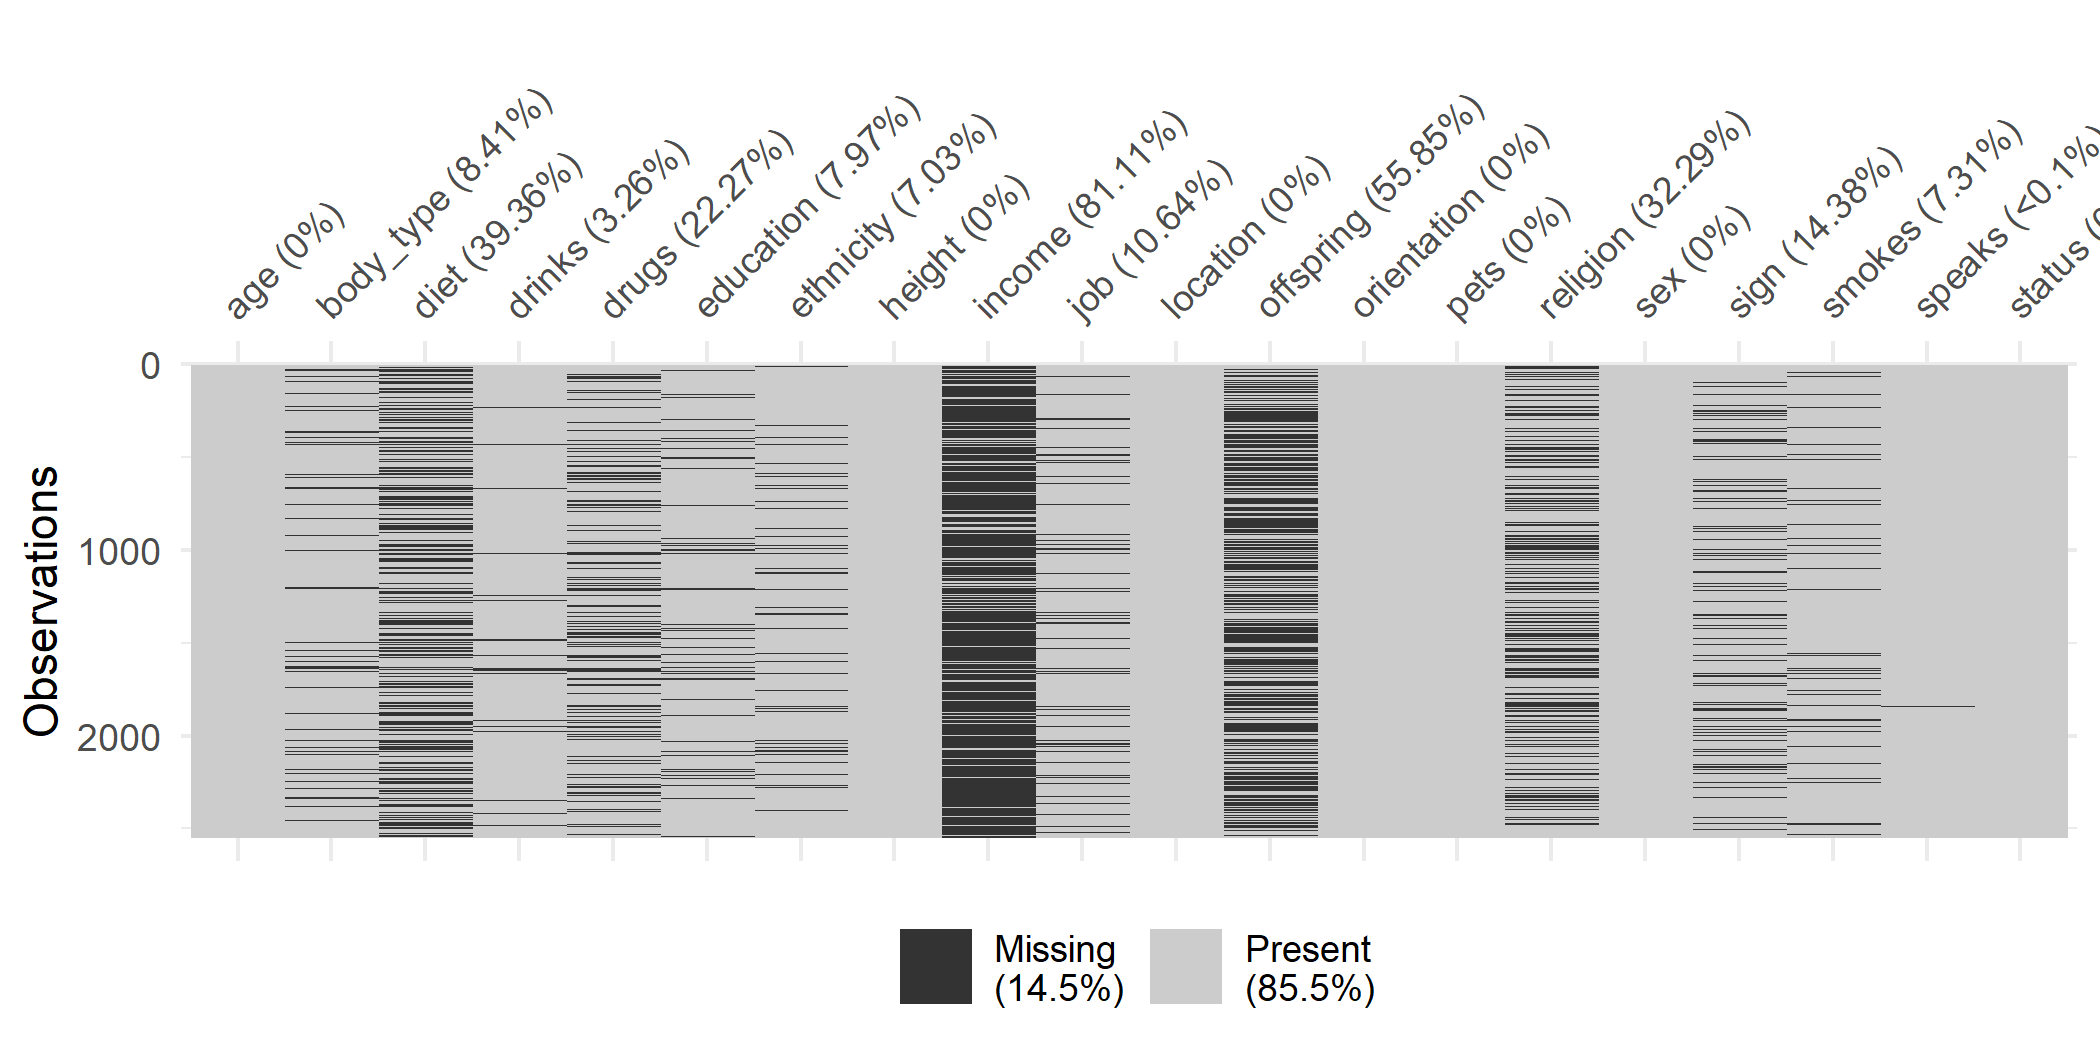 age (0%)
body_type (8.41%)
diet (39.36%)
drinks (3.26%)
drugs (22.27%)
education (7.97%)
ethnicity (7.03%)
height (0%)
income (81.11%)
job (10.64%)
location (0%)
offspring (55.85%)
orientation (0%)
pets (0%)
religion (32.29%)
sex (0%)
sign (14.38%)
smokes (7.31%)
speaks (<0.1%)
status (
Observations
0
1000
2000
Missing
(14.5%)
Present
(85.5%)